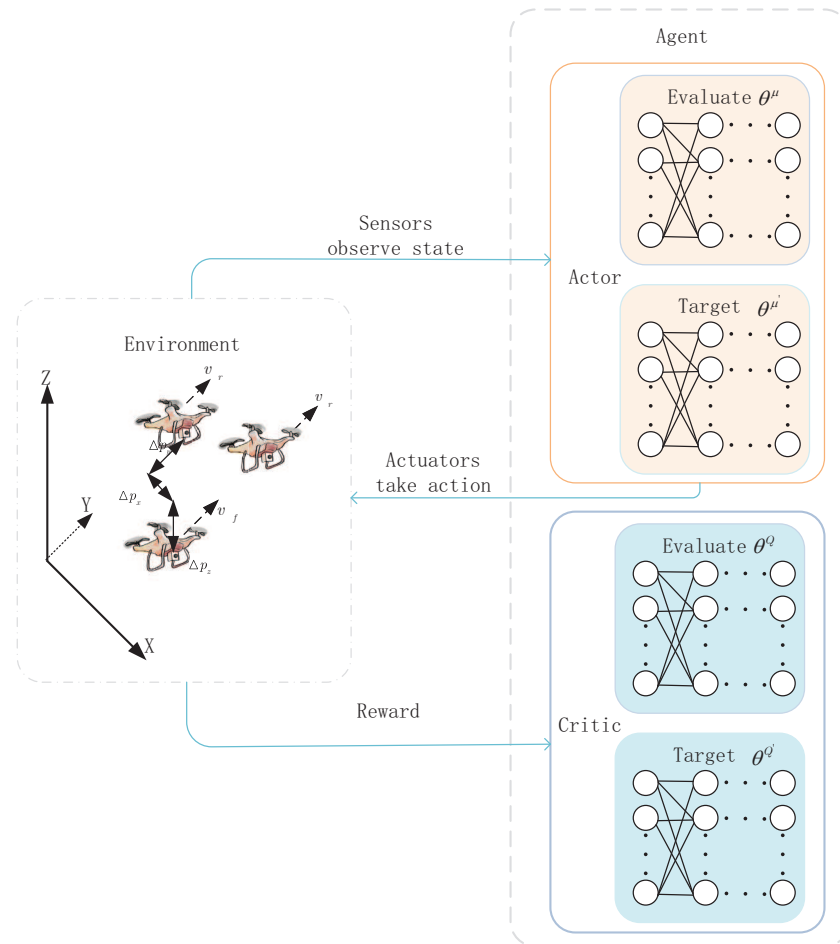 Agent
Evaluate θ^μ
Sensors
observe state
Actor
Target θ^μ'
Environment
Z
v_r
v_r
Δp
Actuators
take action
Δp_x
Y
v_f
Δp_z
X
Evaluate θ^Q
Reward
Critic
Target θ^Q'